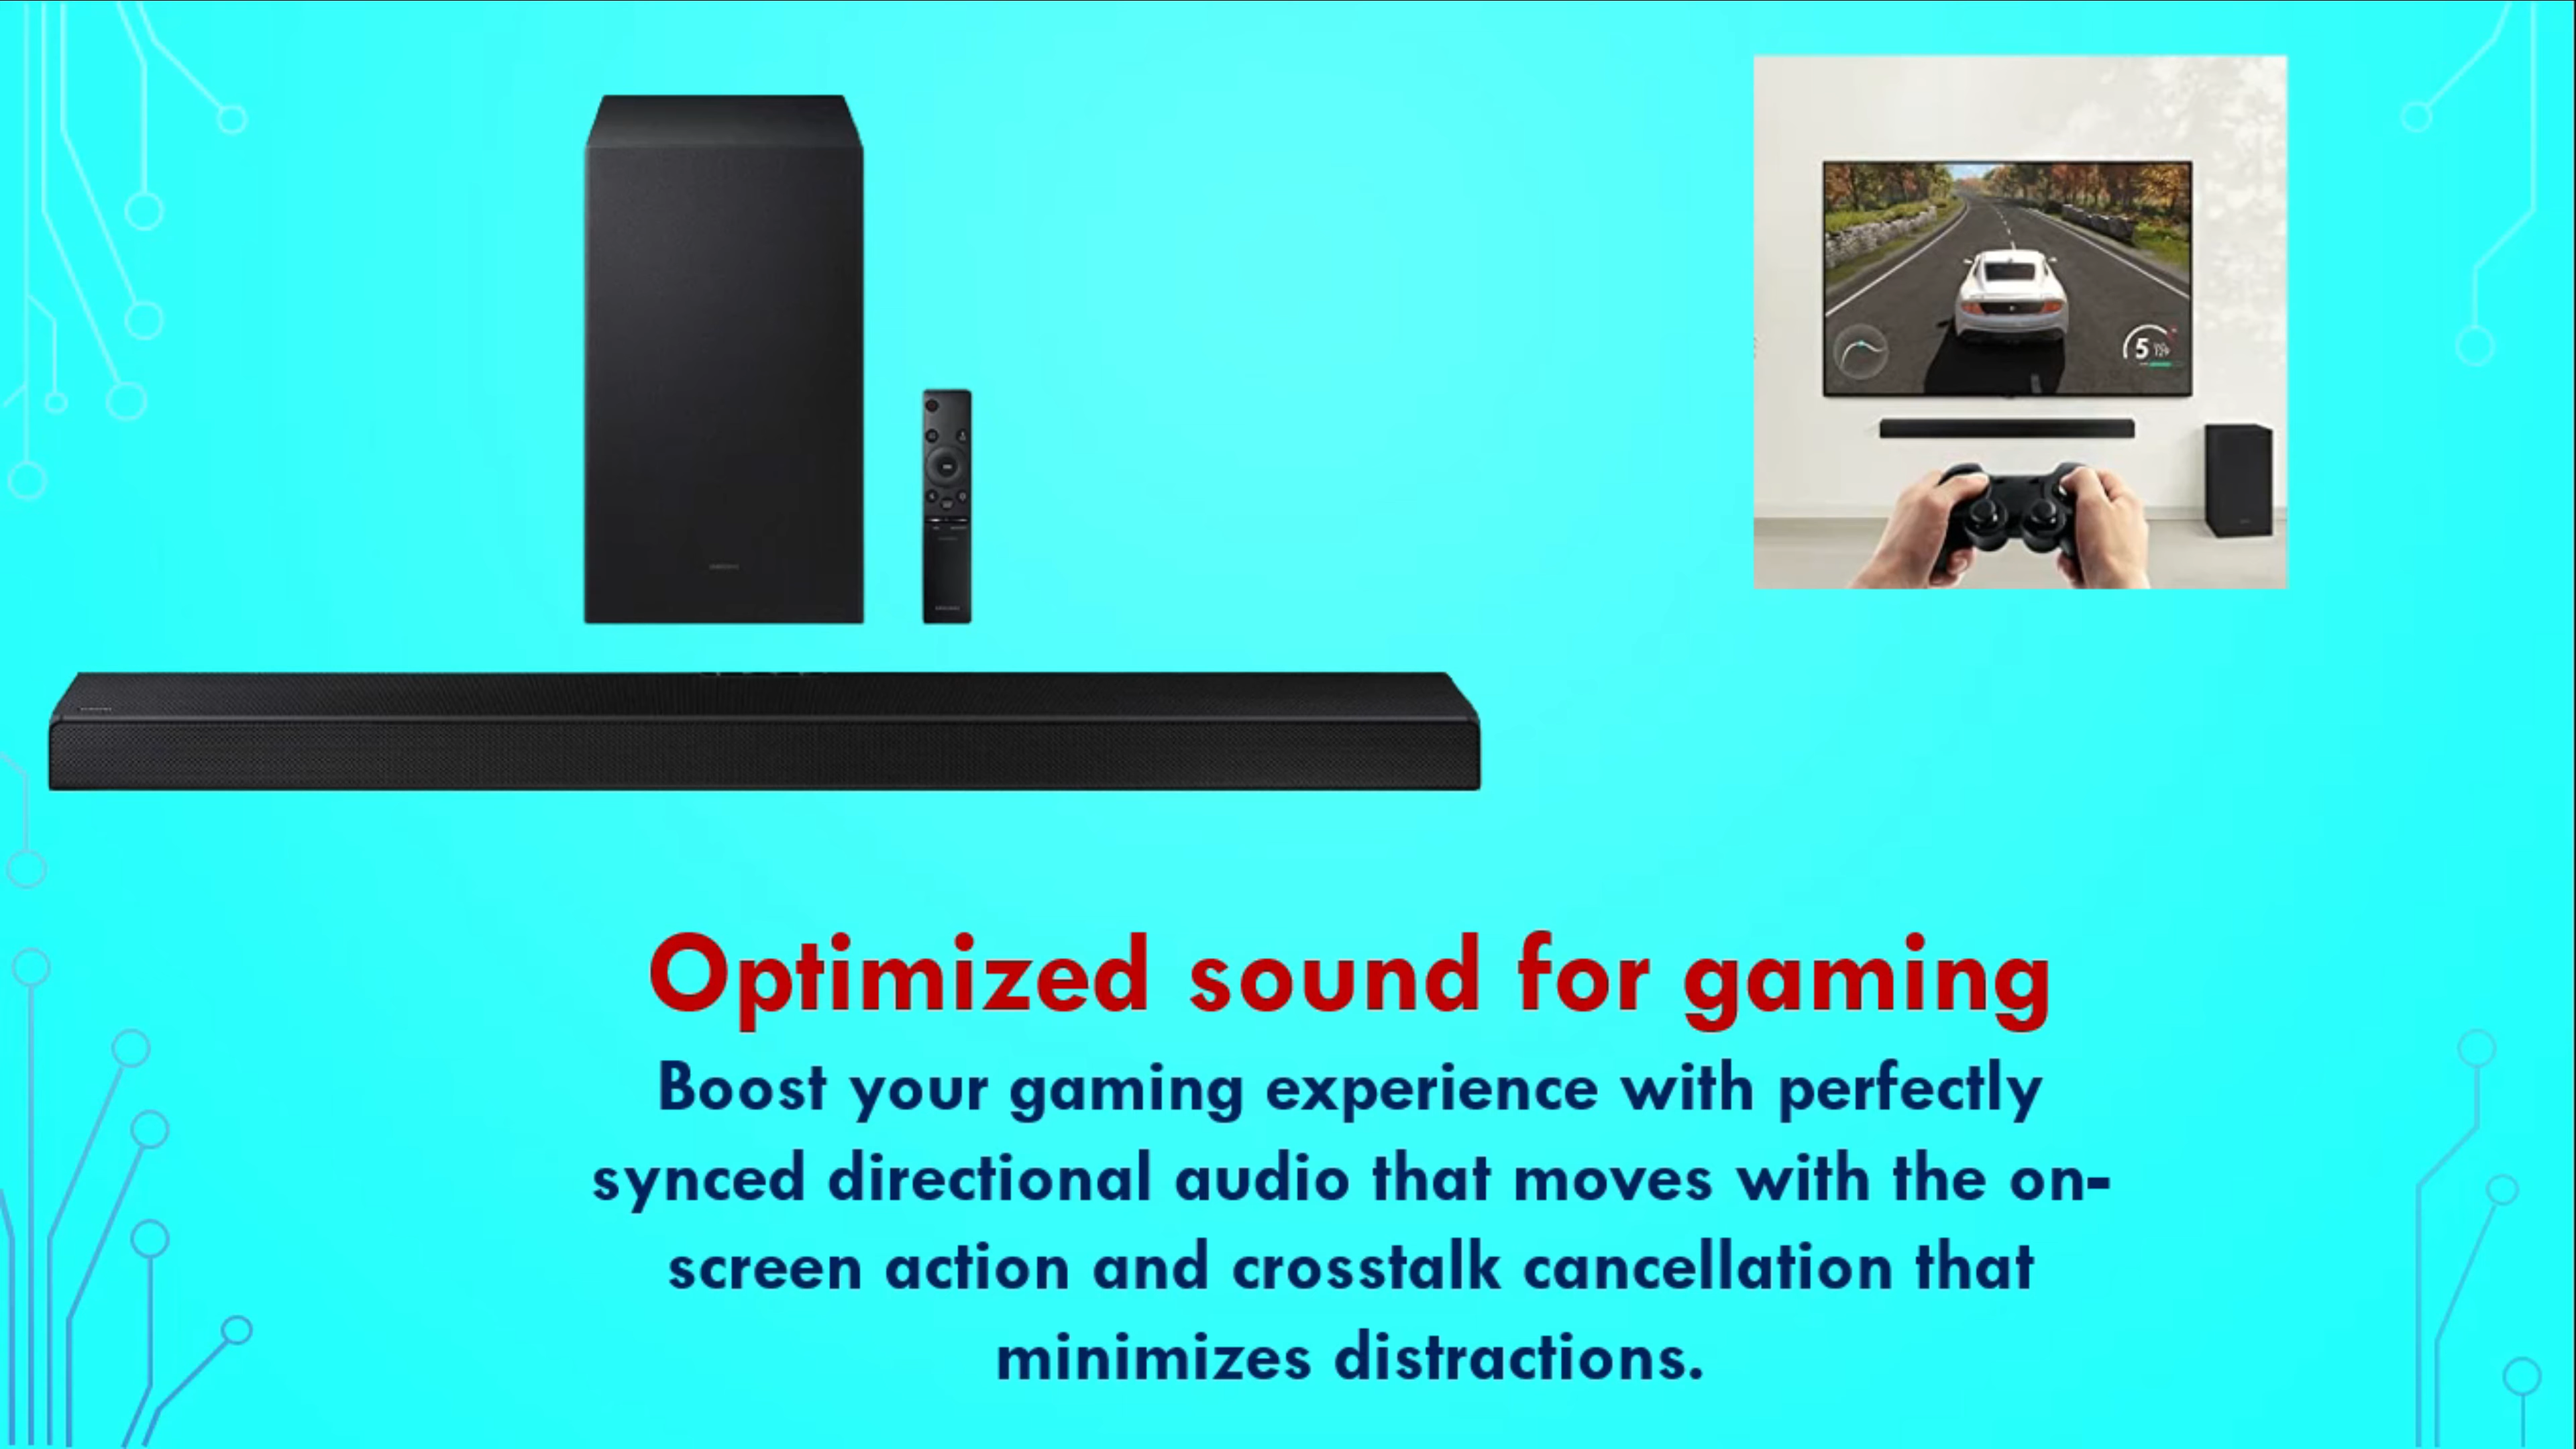 5
Optimized sound for gaming
Boost your gaming experience with perfectly
synced directional audio that moves with the on-
screen action and crosstalk cancellation that
minimizes distractions.